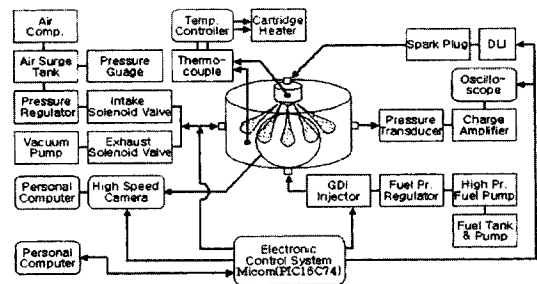 Air
Comp.
Temp.
Controller
Cartridge
Heater
Spark Plug
DLI
Air Surge
Tank
Pressure
Guage
Thermo-
couple
Oscillo-
scope
Pressure
Regulator
Intake
Solenoid Valve
Pressure
Transducer
Charge
Amplifier
Vacuum
Pump
Exhaust
Solenoid Valve
Personal
Computer
High Speed
Camera
GDI
Injector
Fuel Pr.
Regulator
High Pr.
Fuel Pump
Fuel Tank
& Pump
Personal
Computer
Electronic
Control System
Micom(PIC16C74)